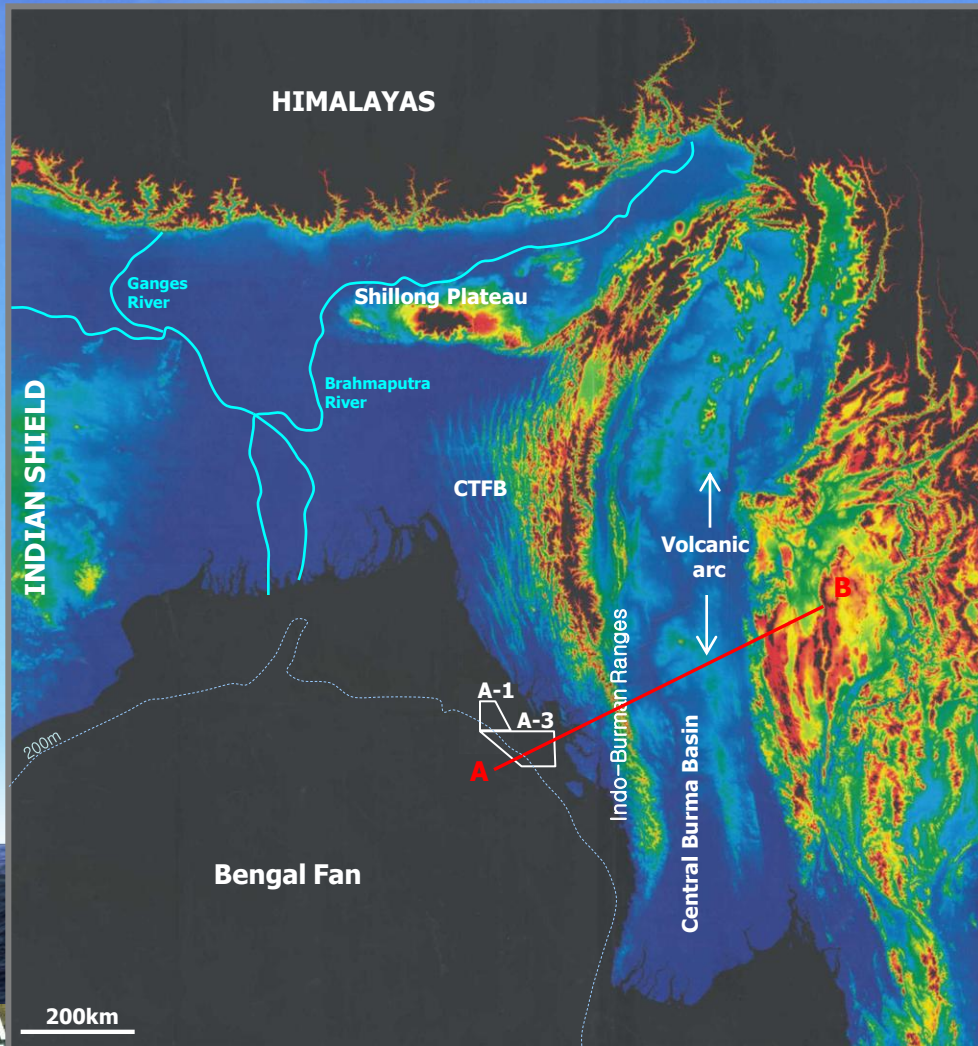 HIMALAYAS
Ganges
River
Shillong Plateau
Brahmaputra
River
INDIAN SHIELD
CTFB
Volcanic
arc
B
Indo-Burman Ranges
A-1
A-3
200m
A
Central Burma Basin
Bengal Fan
200km